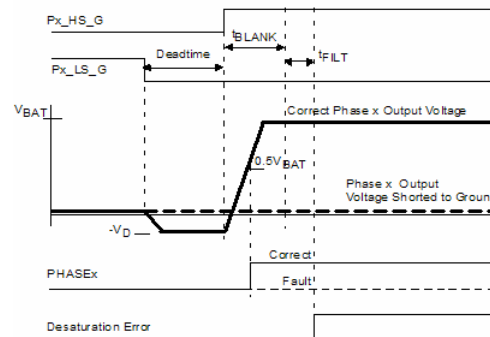 Px_HS_G
tBLANK
Deadtime
tFILT
Px_LS_G
VBAT
Correct Phase x Output Voltage
0.5VBAT
Phase x Output
Voltage Shorted to Groun
-VD
Correct
PHASEx
Fault
Desaturation Error